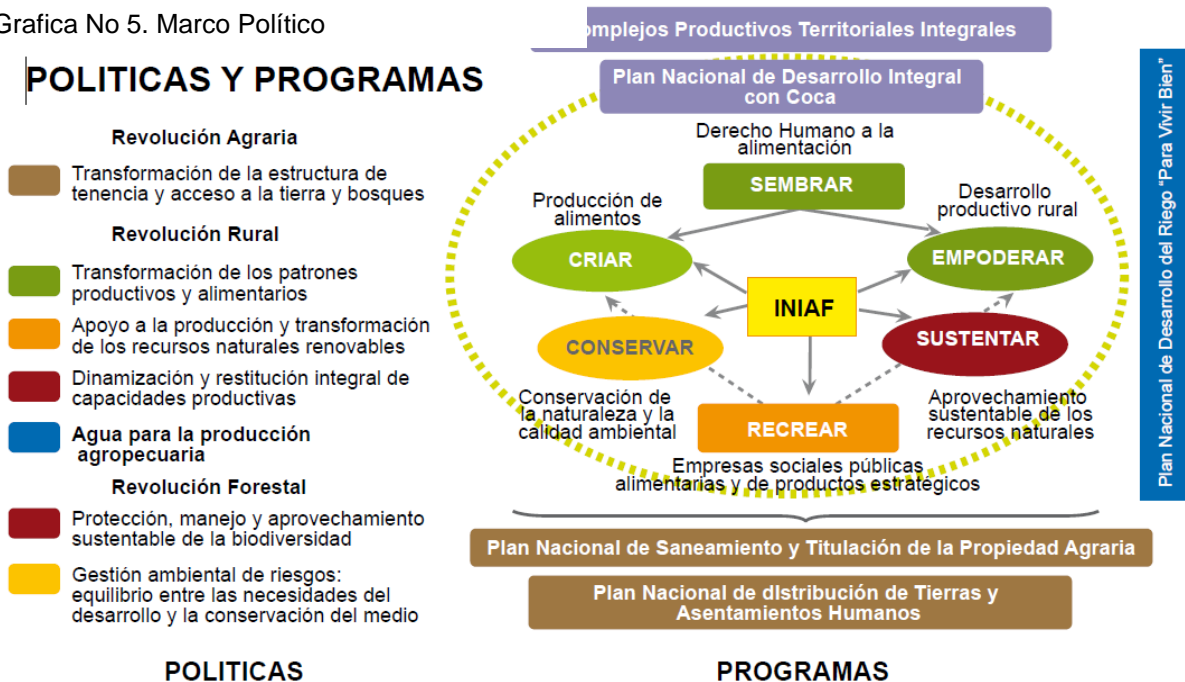 Grafica No 5. Marco Político
POLITICAS Y PROGRAMAS
Revolución Agraria
Transformación de la estructura de
tenencia y acceso a la tierra y bosques
Revolución Rural
Transformación de los patrones
productivos y alimentarios
Apoyo a la producción y transformación
de los recursos naturales renovables
Dinamización y restitución integral de
capacidades productivas
Agua para la producción
agropecuaria
Revolución Forestal
Protección, manejo y aprovechamiento
sustentable de la biodiversidad
Gestión ambiental de riesgos:
equilibrio entre las necesidades del
desarrollo y la conservación del medio
POLITICAS
omplejos Productivos Territoriales Integrales
Plan Nacional de Desarrollo Integral
con Coca
Derecho Humano a la
alimentación
SEMBRAR
Producción de
alimentos
CRIAR
Desarrollo
productivo rural
EMPODERAR
INIAF
CONSERVAR
SUSTENTAR
Conservación de
la naturaleza y la
calidad ambiental
RECREAR
Aprovechamiento
sustentable de los
recursos naturales
Empresas sociales públicas
alimentarias y de productos estratégicos
Plan Nacional de Saneamiento y Titulación de la Propiedad Agraria
Plan Nacional de dIstribución de Tierras y
Asentamientos Humanos
PROGRAMAS
Plan Nacional de Desarrollo del Riego “Para Vivir Bien”